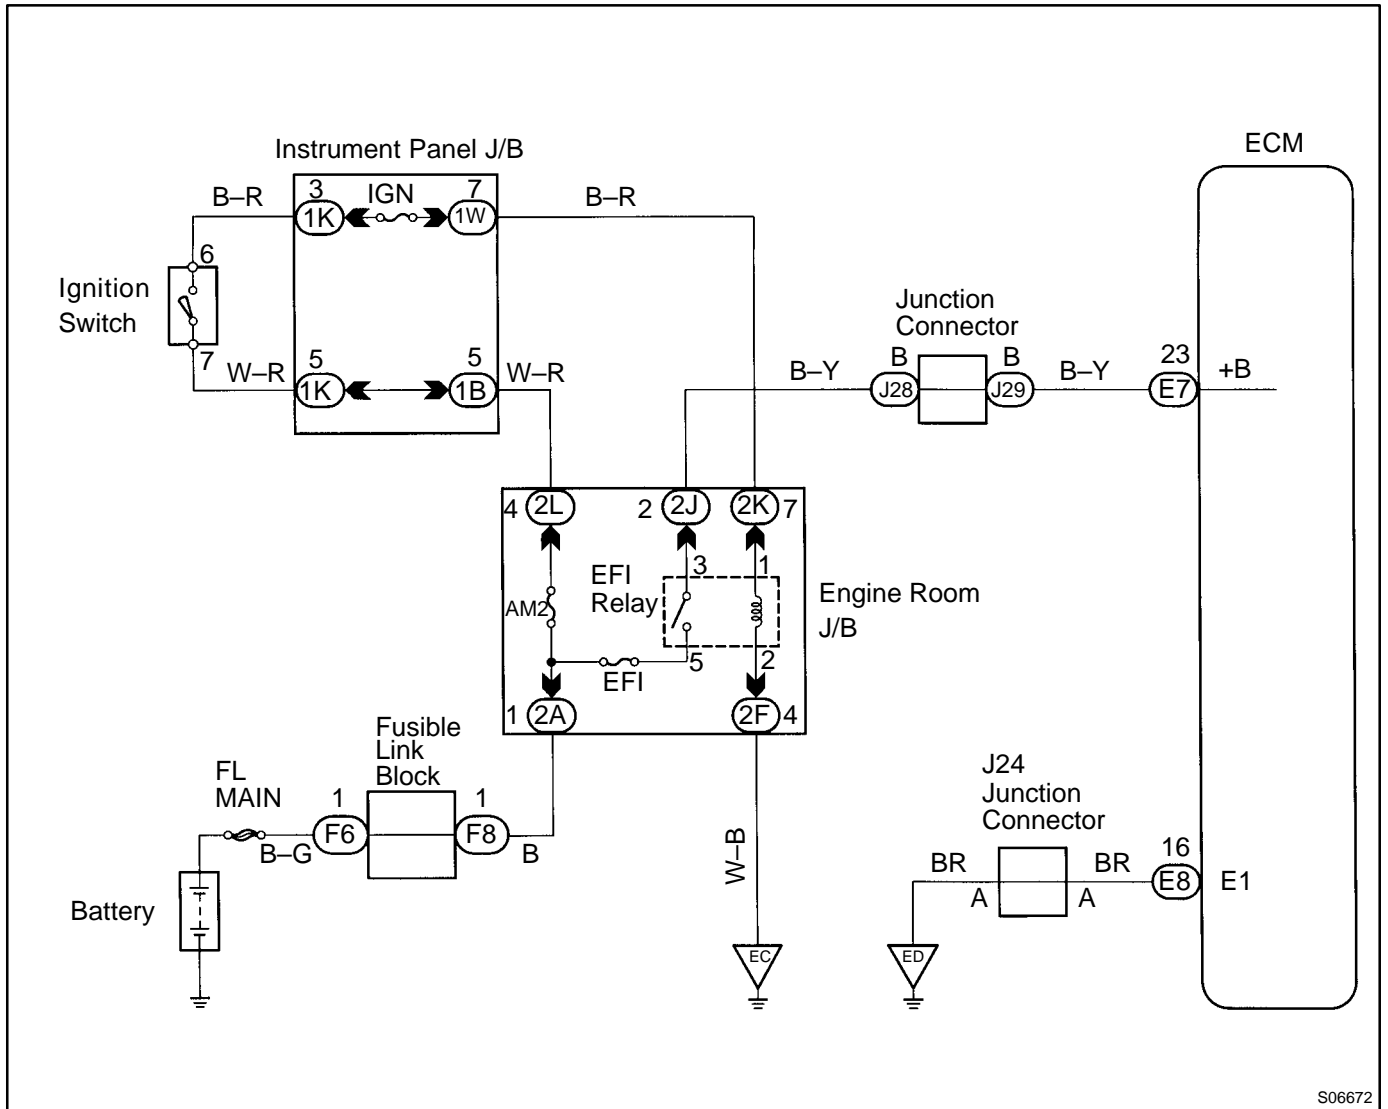 ECM
Instrument Panel J/B
B–R
3
IGN
7
B–R
1K
1W
6
Ignition
Switch
7
Junction
Connector
W–R
5
5
W–R
1K
1B
B–Y
B
B
B–Y
23
+B
J28
J29
E7
4
2L
2
2J
2K
7
3
1
EFI
Relay
AM2
Engine Room
J/B
5
2
EFI
1
2A
2F
4
Fusible
Link
Block
FL
MAIN
1
1
F6
F8
B–G
B
W–B
J24
Junction
Connector
16
BR
BR
E8
E1
A
A
Battery
EC
ED
S06672